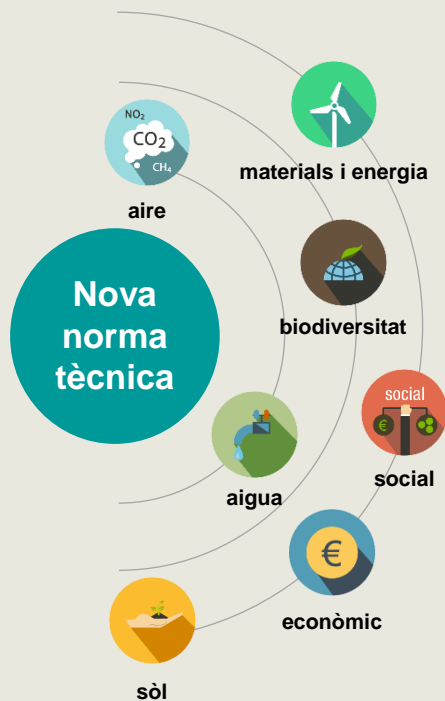 NO₂
CO₂
CH₄
aire
materials i energia
Nova
norma
tècnica
biodiversitat
social
€
social
aigua
€
econòmic
sòl